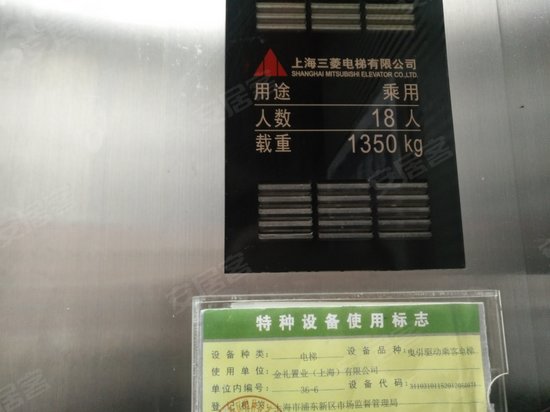 上海三菱电梯有限公司
SHANGHAI MITSUBISHI ELEVATOR CO.LTD.
用途 乘用
人数 18人
载重 1350kg
特种设备使用标志
设备种类: 电梯 设备品种: 曳引驱动乘客电梯
使用单位: 金礼置业(上海)有限公司
单位内编号: 36-6 设备代码:
上海市浦东新区市场监督管理局
安居客